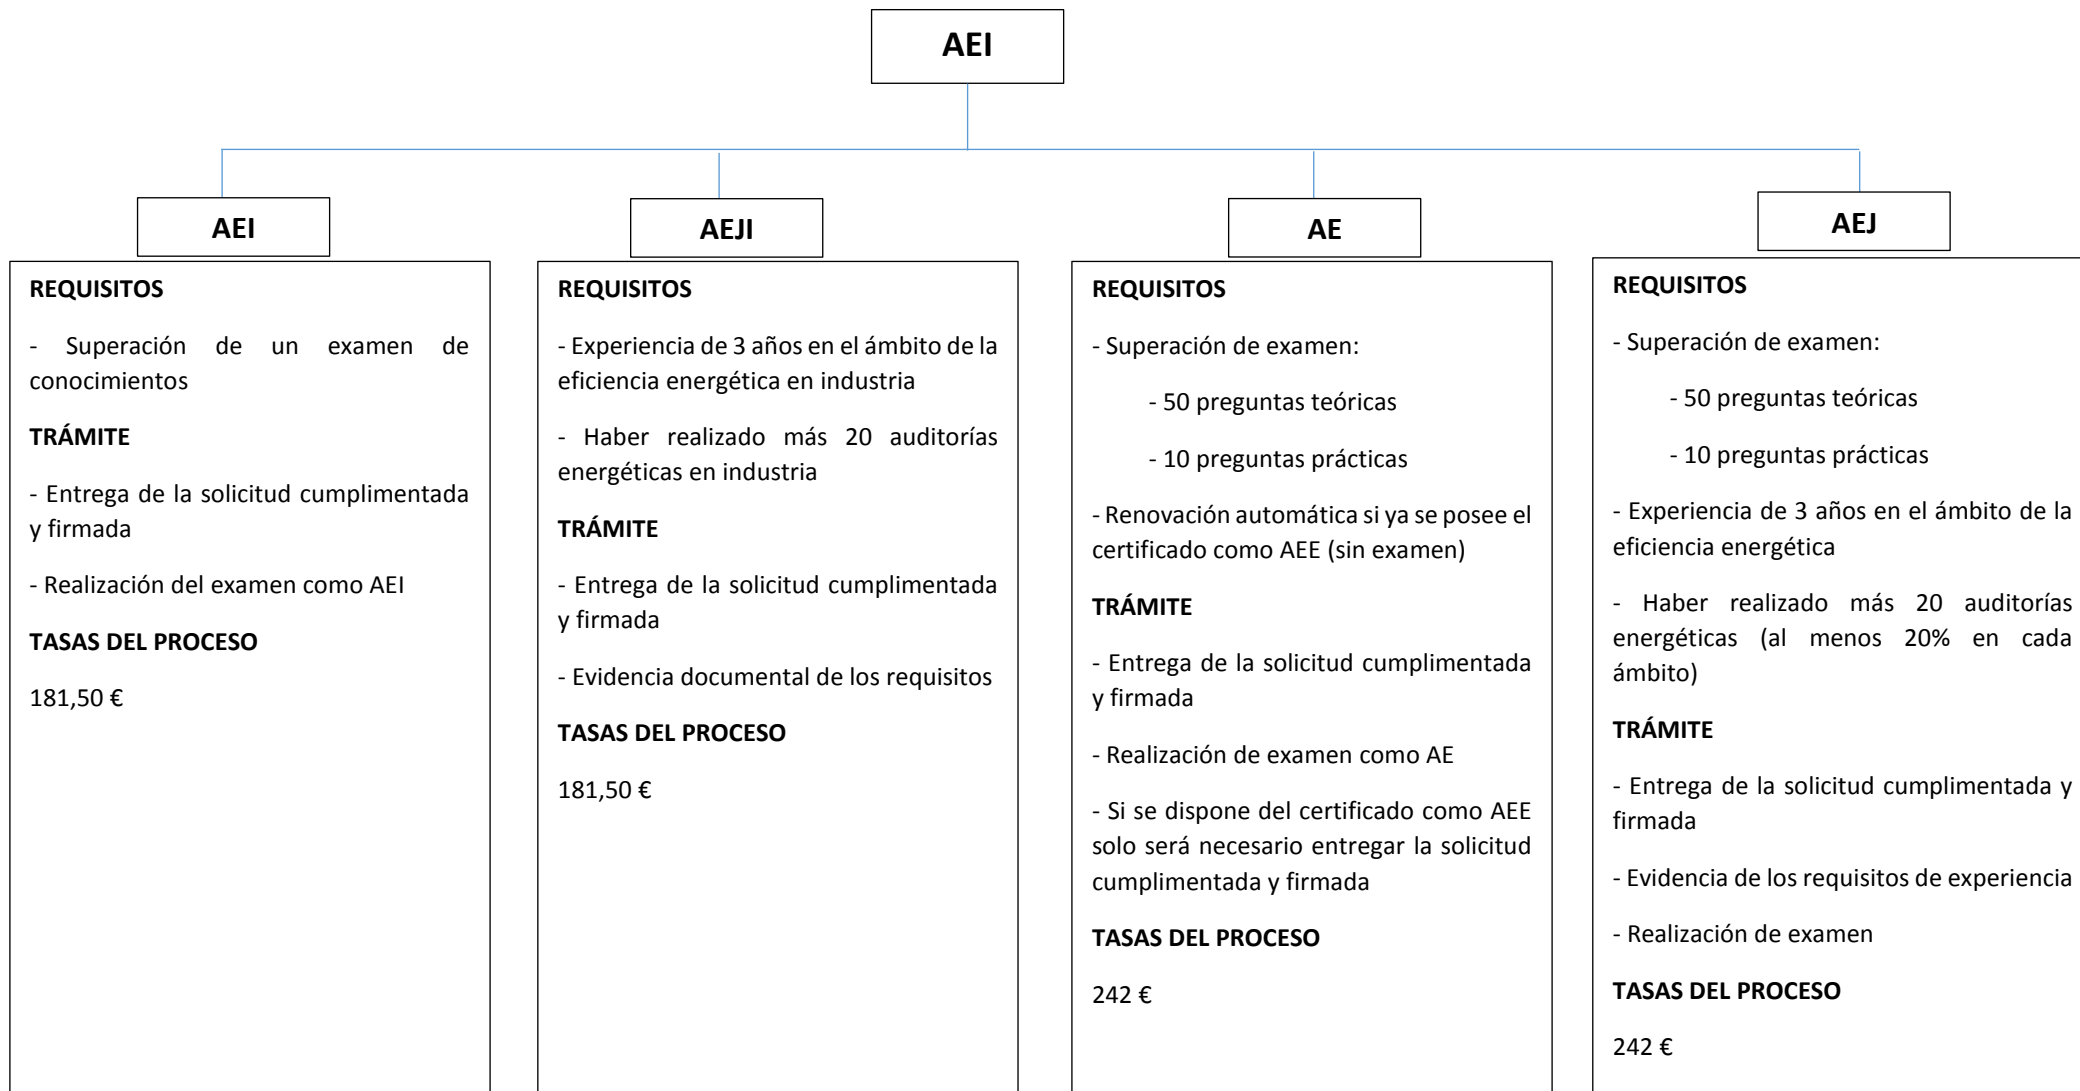 AEI
AEI
REQUISITOS
- Superación de un examen de
conocimientos
TRÁMITE
- Entrega de la solicitud cumplimentada
y firmada
- Realización del examen como AEI
TASAS DEL PROCESO
181,50 €
AEJI
REQUISITOS
- Experiencia de 3 años en el ámbito de la
eficiencia energética en industria
- Haber realizado más 20 auditorías
energéticas en industria
TRÁMITE
- Entrega de la solicitud cumplimentada
y firmada
- Evidencia documental de los requisitos
TASAS DEL PROCESO
181,50 €
AE
REQUISITOS
- Superación de examen:
- 50 preguntas teóricas
- 10 preguntas prácticas
- Renovación automática si ya se posee el
certificado como AEE (sin examen)
TRÁMITE
- Entrega de la solicitud cumplimentada
y firmada
- Realización de examen como AE
- Si se dispone del certificado como AEE
solo será necesario entregar la solicitud
cumplimentada y firmada
TASAS DEL PROCESO
242 €
AEJ
REQUISITOS
- Superación de examen:
- 50 preguntas teóricas
- 10 preguntas prácticas
- Experiencia de 3 años en el ámbito de la
eficiencia energética
- Haber realizado más 20 auditorías
energéticas (al menos 20% en cada
ámbito)
TRÁMITE
- Entrega de la solicitud cumplimentada y
firmada
- Evidencia de los requisitos de experiencia
- Realización de examen
TASAS DEL PROCESO
242 €